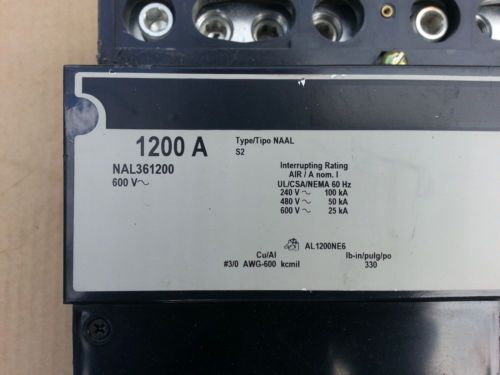 1200 A
NAL361200
600 V~
Type/Tipo NAAL
S2
Interrupting Rating
AIR / A nom. I
UL/CSA/NEMA 60 Hz
240 V ~ 100 kA
480 V ~ 50 kA
600 V ~ 25 kA
AL1200NE6
Cu/Al
#3/0 AWG-600 kcmil
lb-in/pulg/po
330